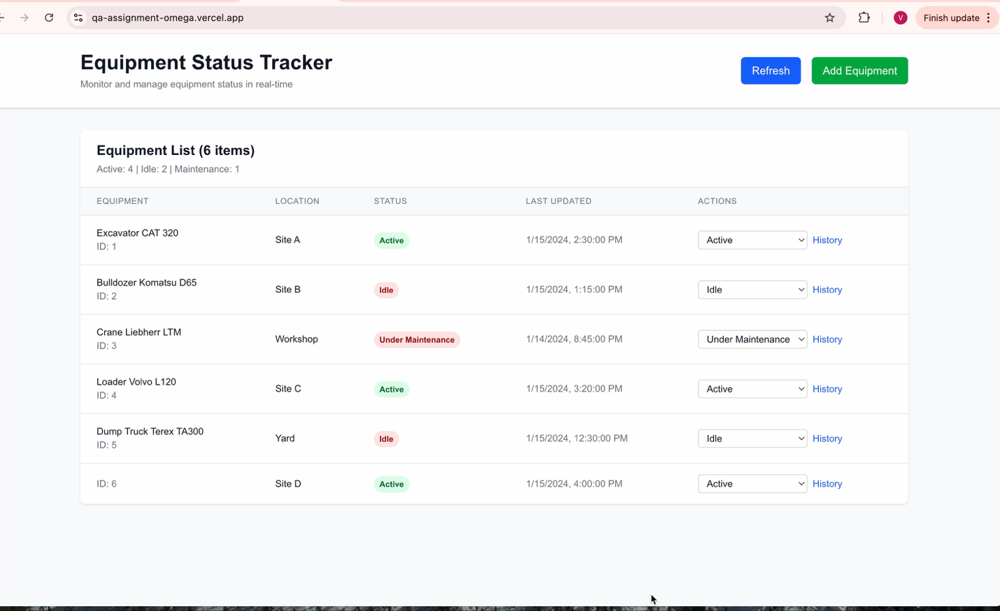 qa-assignment-omega.vercel.app
V
Finish update
Equipment Status Tracker
Monitor and manage equipment status in real-time
Refresh
Add Equipment
Equipment List (6 items)
Active: 4 | Idle: 2 | Maintenance: 1
EQUIPMENT LOCATION STATUS LAST UPDATED ACTIONS
Excavator CAT 320
ID: 1
Site A
Active
1/15/2024, 2:30:00 PM
Active
History
Bulldozer Komatsu D65
ID: 2
Site B
Idle
1/15/2024, 1:15:00 PM
Idle
History
Crane Liebherr LTM
ID: 3
Workshop
Under Maintenance
1/14/2024, 8:45:00 PM
Under Maintenance
History
Loader Volvo L120
ID: 4
Site C
Active
1/15/2024, 3:20:00 PM
Active
History
Dump Truck Terex TA300
ID: 5
Yard
Idle
1/15/2024, 12:30:00 PM
Idle
History
ID: 6
Site D
Active
1/15/2024, 4:00:00 PM
Active
History